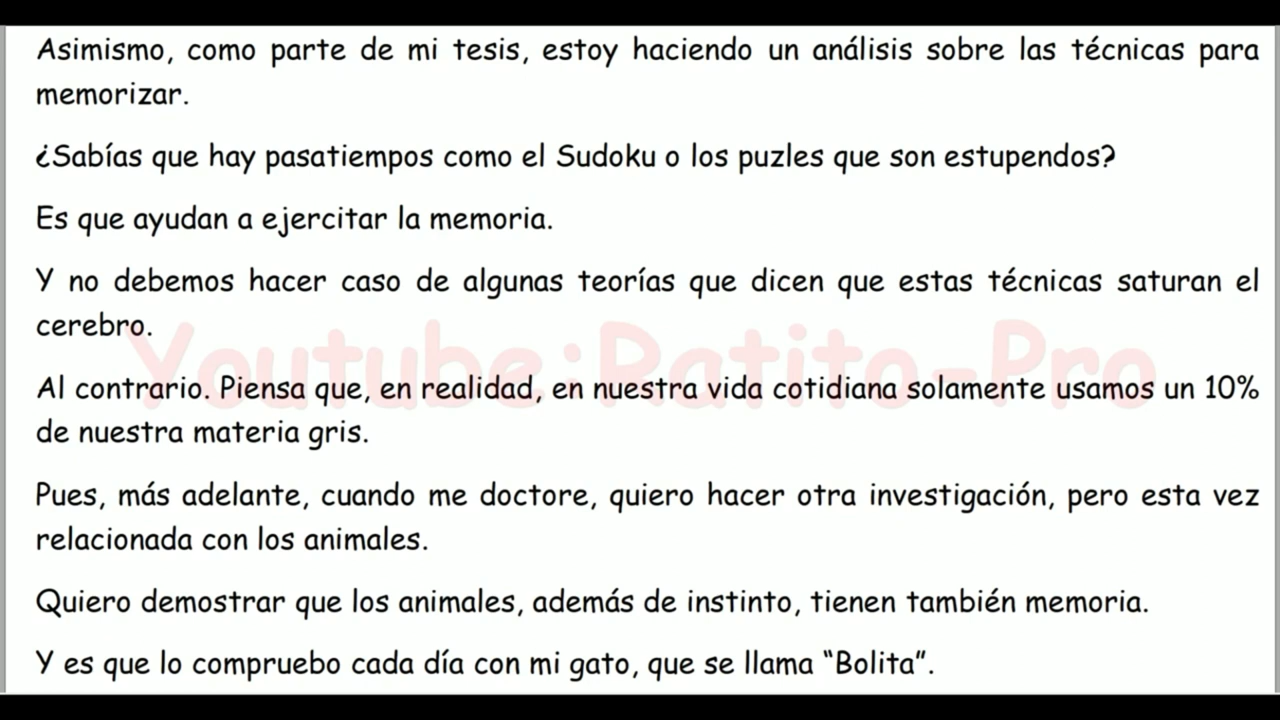 Asimismo, como parte de mi tesis, estoy haciendo un análisis sobre las técnicas para
memorizar.
¿Sabías que hay pasatiempos como el Sudoku o los puzles que son estupendos?
Es que ayudan a ejercitar la memoria.
Y no debemos hacer caso de algunas teorías que dicen que estas técnicas saturan el
cerebro.
Youtube:Ratito-Pro
Al contrario. Piensa que, en realidad, en nuestra vida cotidiana solamente usamos un 10%
de nuestra materia gris.
Pues, más adelante, cuando me doctore, quiero hacer otra investigación, pero esta vez
relacionada con los animales.
Quiero demostrar que los animales, además de instinto, tienen también memoria.
Y es que lo compruebo cada día con mi gato, que se llama “Bolita”.